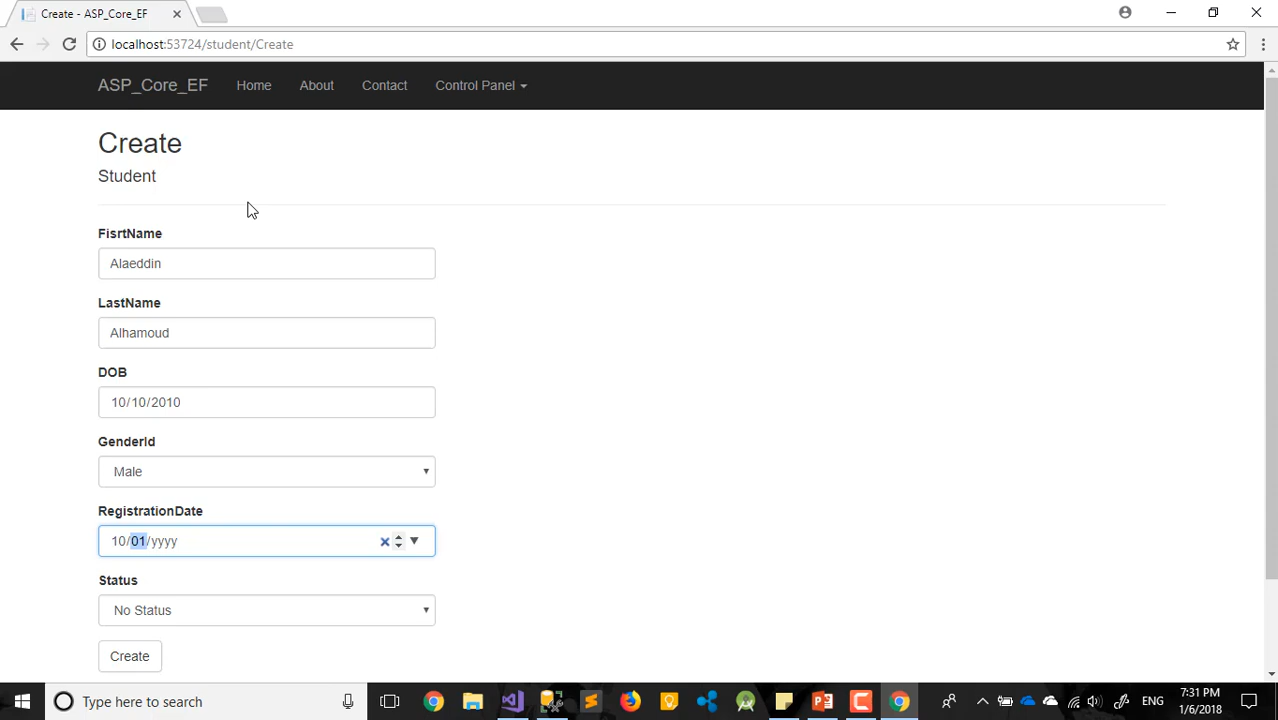 Create - ASP_Core_EF
localhost:53724/student/Create
ASP_Core_EF Home About Contact Control Panel
Create
Student
FisrtName
Alaeddin
LastName
Alhamoud
DOB
10/10/2010
GenderId
Male
RegistrationDate
10/01/yyyy
Status
No Status
Create
Type here to search
ENG
7:31 PM
1/6/2018